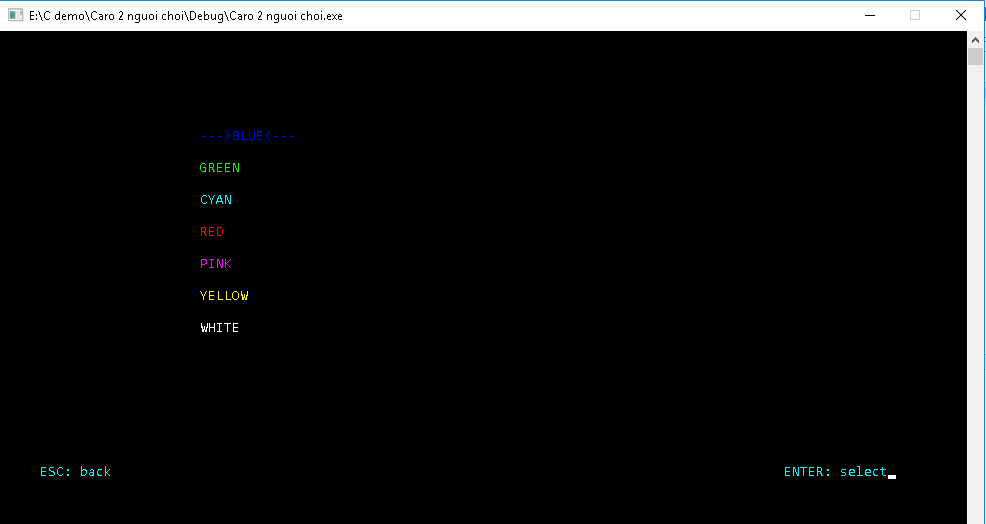 E:\C demo\Caro 2 nguoi choi\Debug\Caro 2 nguoi choi.exe
--->BLUE<---
GREEN
CYAN
RED
PINK
YELLOW
WHITE
ESC: back ENTER: select